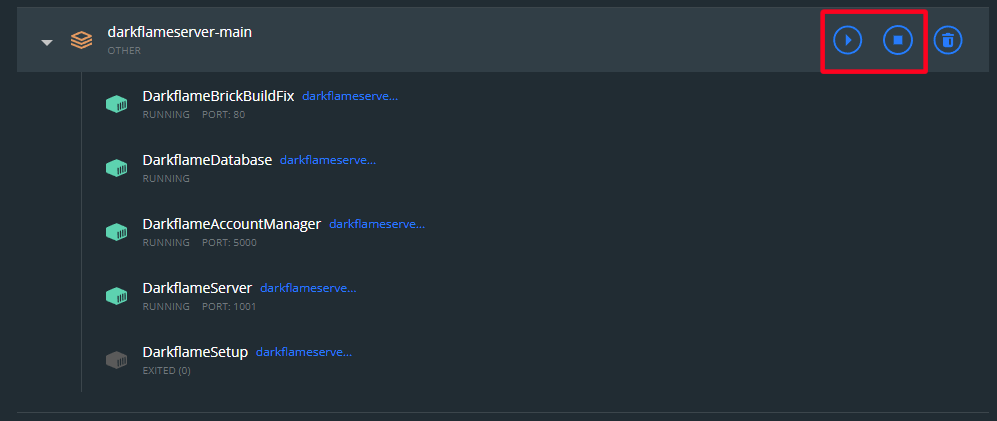 darkflameserver-main
OTHER
DarkflameBrickBuildFix darkflameserve...
RUNNING PORT: 80
DarkflameDatabase darkflameserve...
RUNNING
DarkflameAccountManager darkflameserve...
RUNNING PORT: 5000
DarkflameServer darkflameserve...
RUNNING PORT: 1001
DarkflameSetup darkflameserve...
EXITED (0)